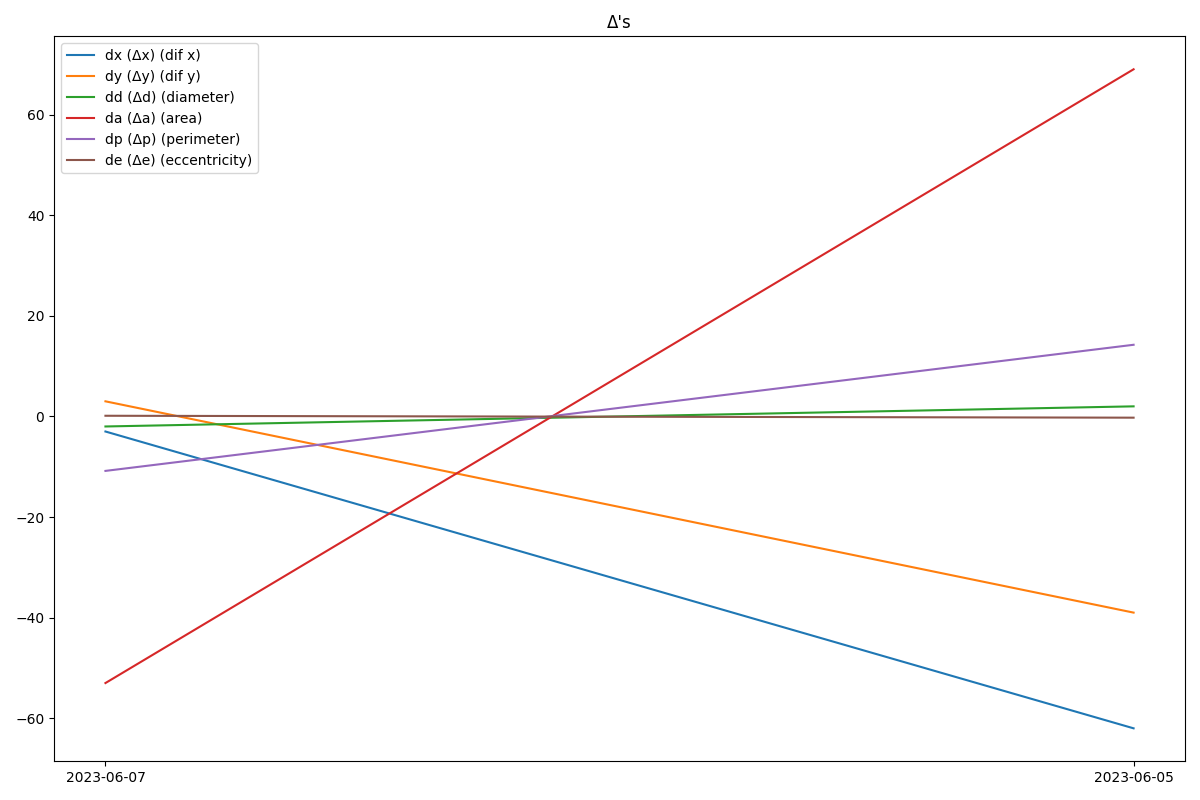 Δ's
dx (Δx) (dif x)
dy (Δy) (dif y)
dd (Δd) (diameter)
da (Δa) (area)
dp (Δp) (perimeter)
de (Δe) (eccentricity)
60
40
20
0
−20
−40
−60
2023-06-07 2023-06-05